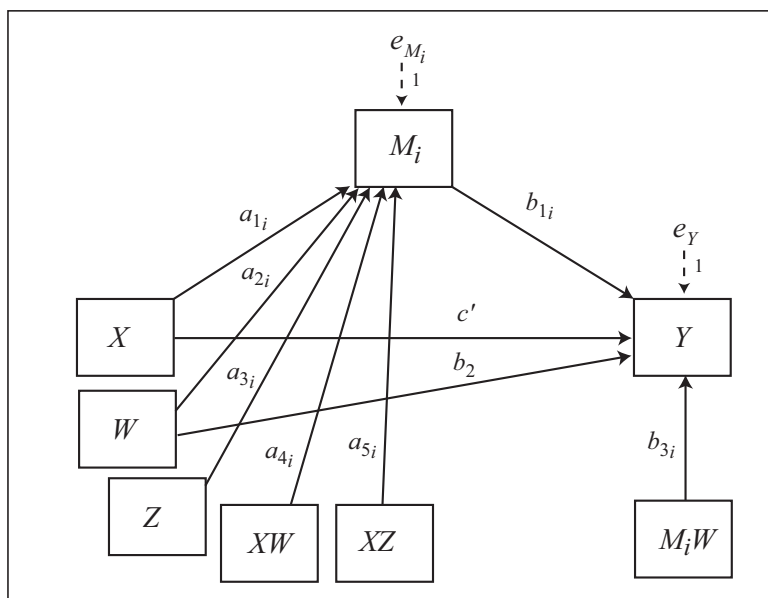 e_{M_i}
1
M_i
a_{1_i}
b_{1_i}
a_{2_i}
e_Y
1
X
c′
Y
a_{3_i}
b_2
W
a_{4_i}
a_{5_i}
b_{3_i}
Z
XW
XZ
M_iW